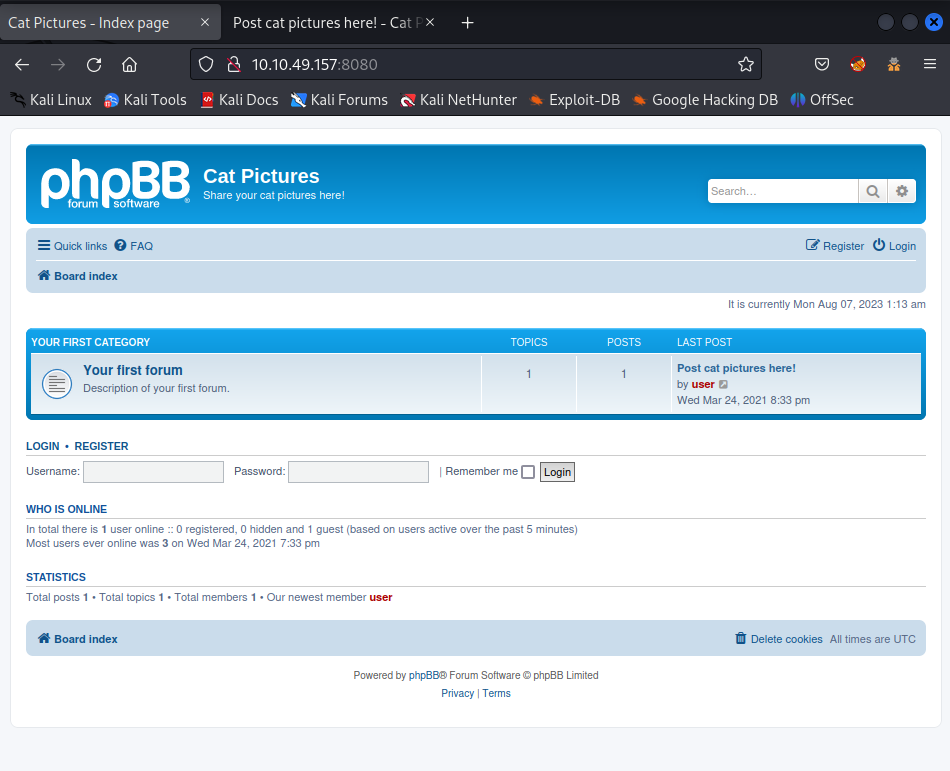 Cat Pictures - Index page
Post cat pictures here! - Cat P
10.10.49.157:8080
Kali Linux Kali Tools Kali Docs Kali Forums Kali NetHunter Exploit-DB Google Hacking DB OffSec
phpBB
forum software
Cat Pictures
Share your cat pictures here!
Search…
Quick links FAQ Register Login
Board index
It is currently Mon Aug 07, 2023 1:13 am
YOUR FIRST CATEGORY TOPICS POSTS LAST POST
Your first forum
Description of your first forum.
1
1
Post cat pictures here!
by user
Wed Mar 24, 2021 8:33 pm
LOGIN • REGISTER
Username: Password: | Remember me Login
WHO IS ONLINE
In total there is 1 user online :: 0 registered, 0 hidden and 1 guest (based on users active over the past 5 minutes)
Most users ever online was 3 on Wed Mar 24, 2021 7:33 pm
STATISTICS
Total posts 1 • Total topics 1 • Total members 1 • Our newest member user
Board index Delete cookies All times are UTC
Powered by phpBB® Forum Software © phpBB Limited
Privacy | Terms